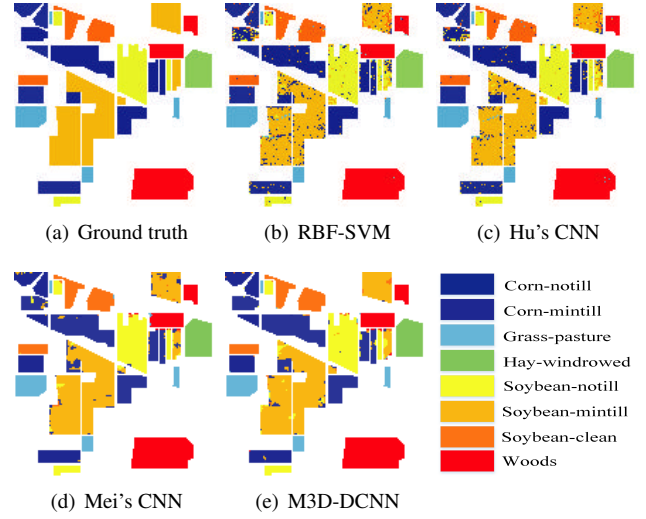 (a) Ground truth
(b) RBF-SVM
(c) Hu's CNN
Corn-notill
Corn-mintill
Grass-pasture
Hay-windrowed
Soybean-notill
Soybean-mintill
Soybean-clean
Woods
(d) Mei's CNN
(e) M3D-DCNN